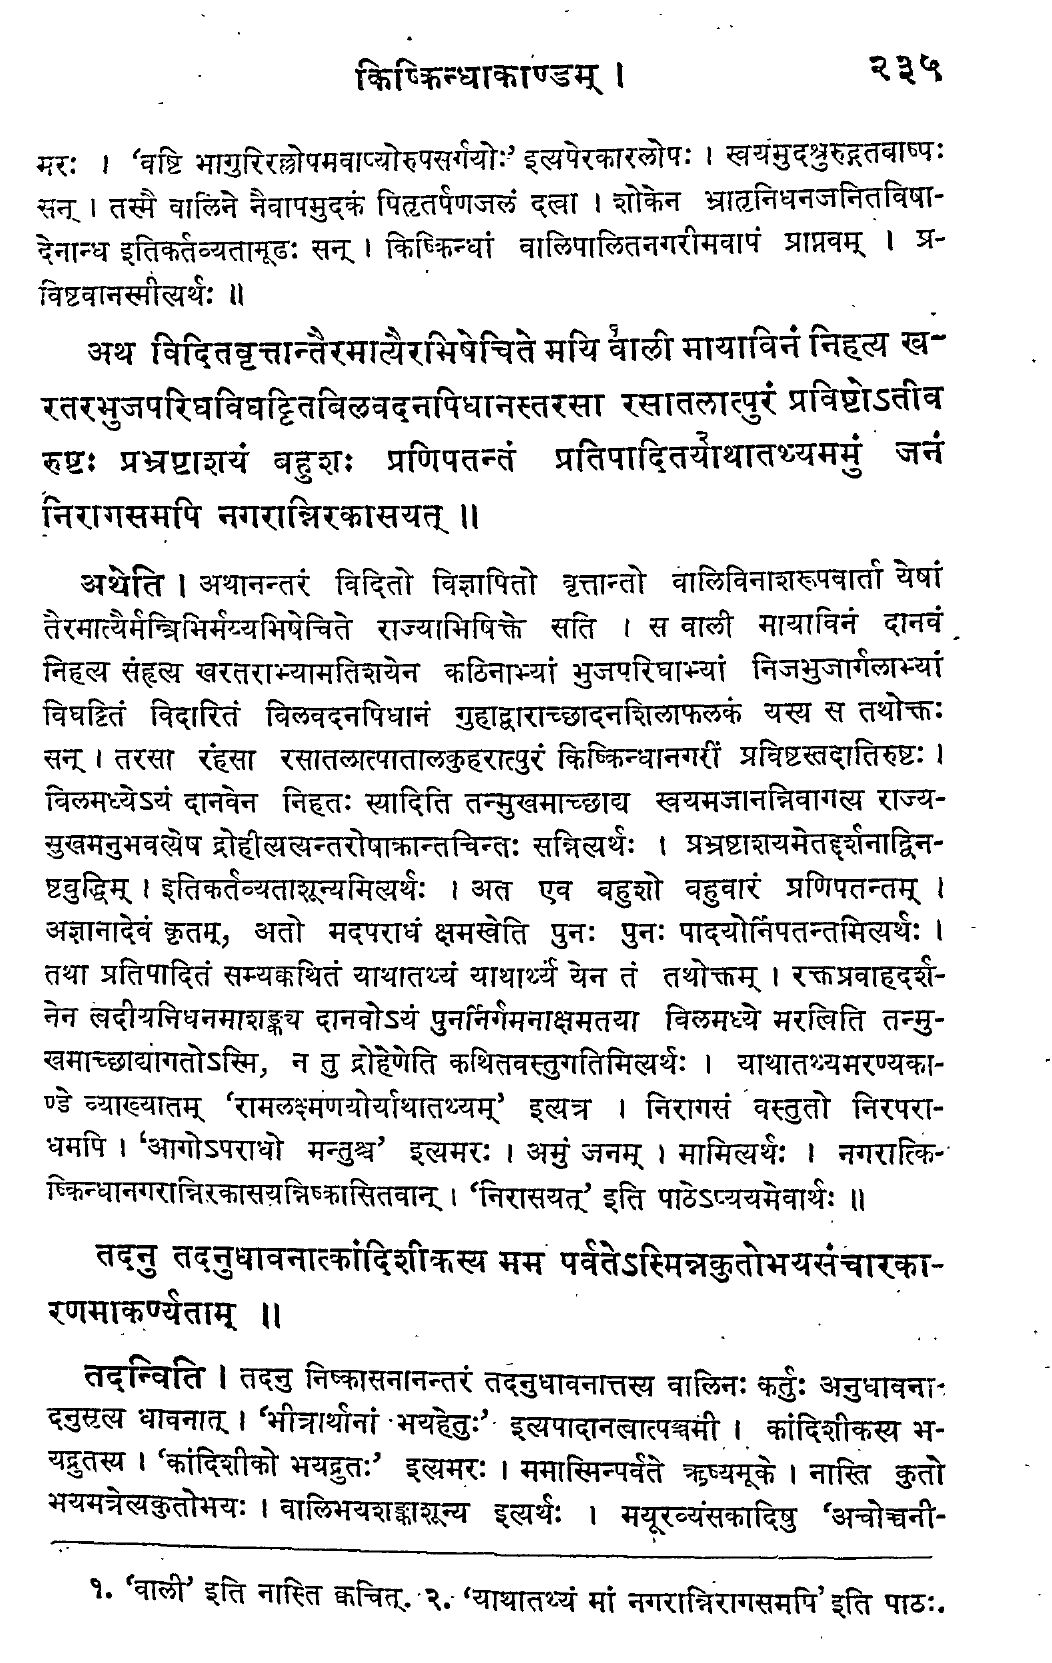 किष्किन्धाकाण्डम् । २३५
मरः । ‘वष्टि भागुरिरल्लोपमवाप्योरुपसर्गयोः’ इत्यपेरकारलोपः । स्वयंमुदश्रुरुद्गतबाष्पः
सन् । तस्मै वालिने नैवापमुदकं पितृतर्पणजलं दत्वा । शोकेन भ्रातृनिधनजनितविषा-
देनान्ध इतिकर्तव्यतामूढः सन् । किष्किन्धां वालिपालितनगरीमवापं प्राप्नवम् । प्र-
विष्टवानस्मीत्यर्थः ॥
अथ विदितवृत्तान्तैरमात्यैरभिषेचिते मयि वाली मायाविनं निहत्य ख-
रतरभुजपरिघविघट्टितबिलवदनपिधानस्तरसा रसातलात्पुरं प्रविष्टोऽतीव
रुष्टः प्रभ्रष्टाशयं बहुशः प्रणिपतन्तं प्रतिपादितयाथातथ्यममुं जनं
निरागसमपि नगरान्निरकासयत् ॥
अथेति । अथानन्तरं विदितो विज्ञापितो वृत्तान्तो वालिविनाशरूपवार्ता येषां
तैरमात्यैर्मन्त्रिभिर्मय्यभिषेचिते राज्याभिषिक्ते सति । स वाली मायाविनं दानवं
निहत्य संहृत्य खरतराभ्यामतिशयेन कठिनाभ्यां भुजपरिघाभ्यां निजभुजार्गलाभ्यां
विघट्टितं विदारितं विलवदनपिधानं गुहाद्वाराच्छादनशिलाफलकं यस्य स तथोक्तः
सन् । तरसा रंहसा रसातलात्पातालकुहरात्पुरं किष्किन्धानगरीं प्रविष्टस्तदातिरुष्टः ।
विलमध्येऽयं दानवेन निहतः स्यादिति तन्मुखमाच्छाद्य स्वयमजानन्निवागत्य राज्य-
सुखमनुभवत्येष द्रोहीत्यत्यन्तरोषाक्रान्तचिन्तः सन्नित्यर्थः । प्रभ्रष्टाशयमेतद्दर्शनाद्विन-
ष्टबुद्धिम् । इतिकर्तव्यताशून्यमित्यर्थः । अत एव बहुशो वहुवारं प्रणिपतन्तम् ।
अज्ञानादेवं कृतम्, अतो मदपराधं क्षमस्वेति पुनः पुनः पादयोर्निपतन्तमित्यर्थः ।
तथा प्रतिपादितं सम्यक्कथितं याथातथ्यं याथार्थ्यं येन तं तथोक्तम् । रक्तप्रवाहदर्श-
नेन त्वदीयनिधनमाशङ्क्य दानवोऽयं पुनर्निर्गमनाक्षमतया विलमध्ये मरत्विति तन्मु-
खमाच्छाद्यागतोऽस्मि, न तु द्रोहेणेति कथितवस्तुगतिमित्यर्थः । याथातथ्यमरण्यका-
ण्डे व्याख्यातम् ‘रामलक्ष्मणयोर्याथातथ्यम्’ इत्यत्र । निरागसं वस्तुतो निरपरा-
धमपि । ‘आगोऽपराधो मन्तुश्च’ इत्यमरः । अमुं जनम् । मामित्यर्थः । नगरात्कि-
ष्किन्धानगरान्निरकासयन्निष्कासितवान् । ‘निरासयत्’ इति पाठेऽप्ययमेवार्थः ॥
तदनु तदनुधावनात्कांदिशीकस्य मम पर्वतेऽस्मिन्नकुतोभयसंचारका-
रणमाकर्ण्यताम् ॥
तदन्विति । तदनु निष्कासनानन्तरं तदनुधावनात्तस्य वालिनः कर्तुः अनुधावना-
दनुसृत्य धावनात् । ‘भीत्रार्थानां भयहेतुः’ इत्यपादानत्वात्पञ्चमी । कांदिशीकस्य भ-
यद्रुतस्य । ‘कांदिशीको भयद्रुतः’ इत्यमरः । ममास्मिन्पर्वते ऋष्यमूके । नास्ति कुतो
भयमत्रेत्यकुतोभयः । वालिभयशङ्काशून्य इत्यर्थः । मयूरव्यंसकादिषु ‘अचोच्चनी-
१. ‘वाली’ इति नास्ति क्वचित्. २. ‘याथातथ्यं मां नगरान्निरागसमपि’ इति पाठः.